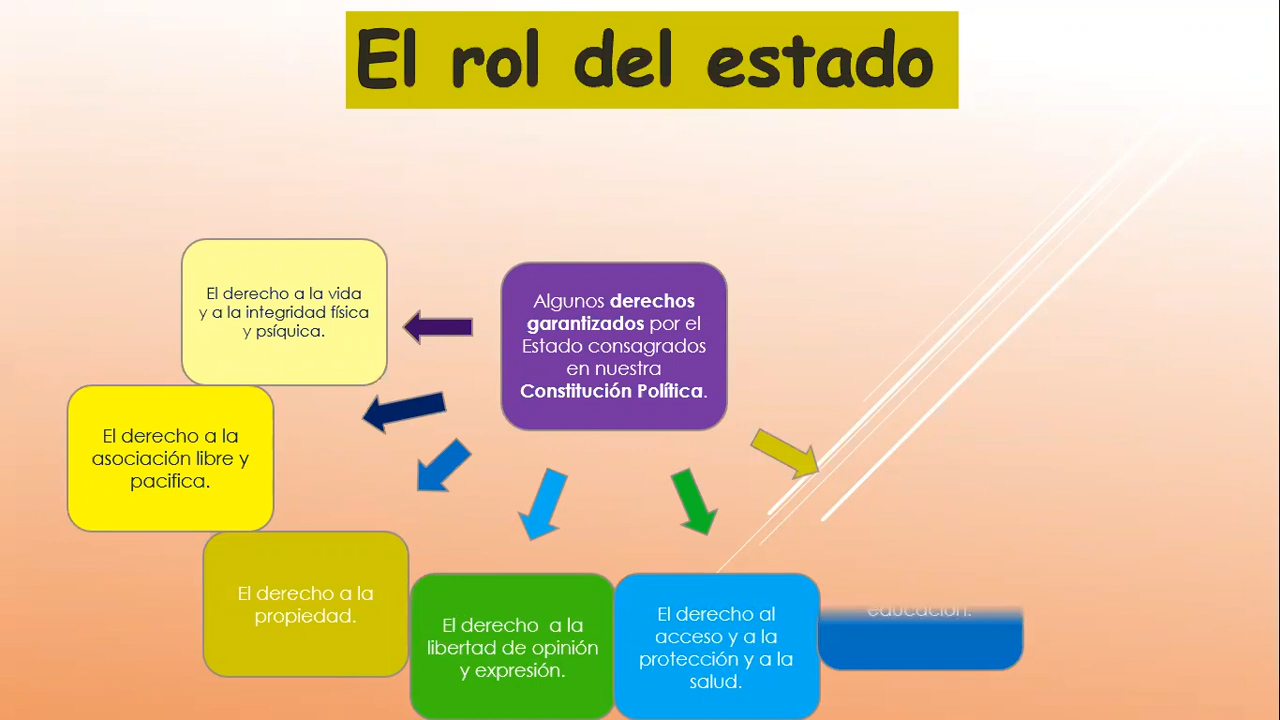 El rol del estado
El derecho a la vida
y a la integridad física
y psíquica.
Algunos derechos
garantizados por el
Estado consagrados
en nuestra
Constitución Política.
El derecho a la
asociación libre y
pacifica.
El derecho a la
propiedad.
El derecho a la
libertad de opinión
y expresión.
El derecho al
acceso y a la
protección y a la
salud.
educación.